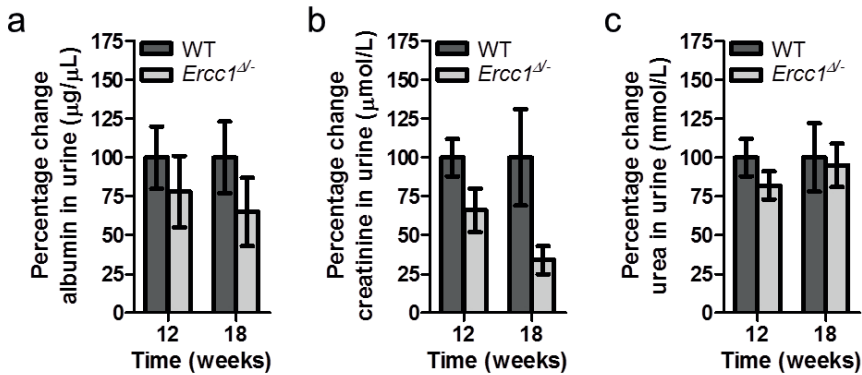 a
Percentage change
albumin in urine (μg/μL)
175
150
125
100
75
50
25
0
WT
Ercc1Δ/-
12 18
Time (weeks)
b
Percentage change
creatinine in urine (μmol/L)
175
150
125
100
75
50
25
0
WT
Ercc1Δ/-
12 18
Time (weeks)
c
Percentage change
urea in urine (mmol/L)
175
150
125
100
75
50
25
0
WT
Ercc1Δ/-
12 18
Time (weeks)